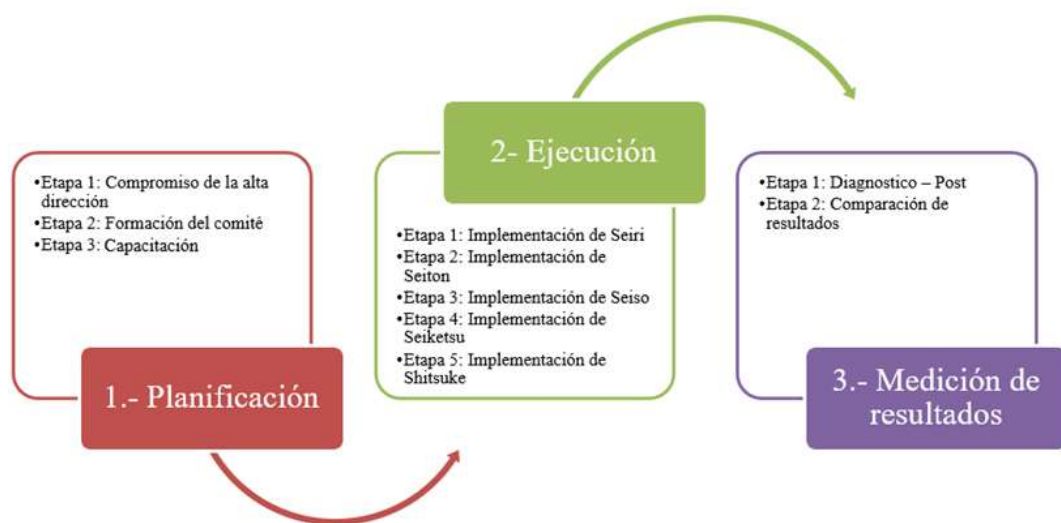 •Etapa 1: Compromiso de la alta
dirección
•Etapa 2: Formación del comité
•Etapa 3: Capacitación
1.- Planificación
2- Ejecución
•Etapa 1: Implementación de Seiri
•Etapa 2: Implementación de
Seiton
•Etapa 3: Implementación de Seiso
•Etapa 4: Implementación de
Seiketsu
•Etapa 5: Implementación de
Shitsuke
•Etapa 1: Diagnostico – Post
•Etapa 2: Comparación de
resultados
3.- Medición de
resultados